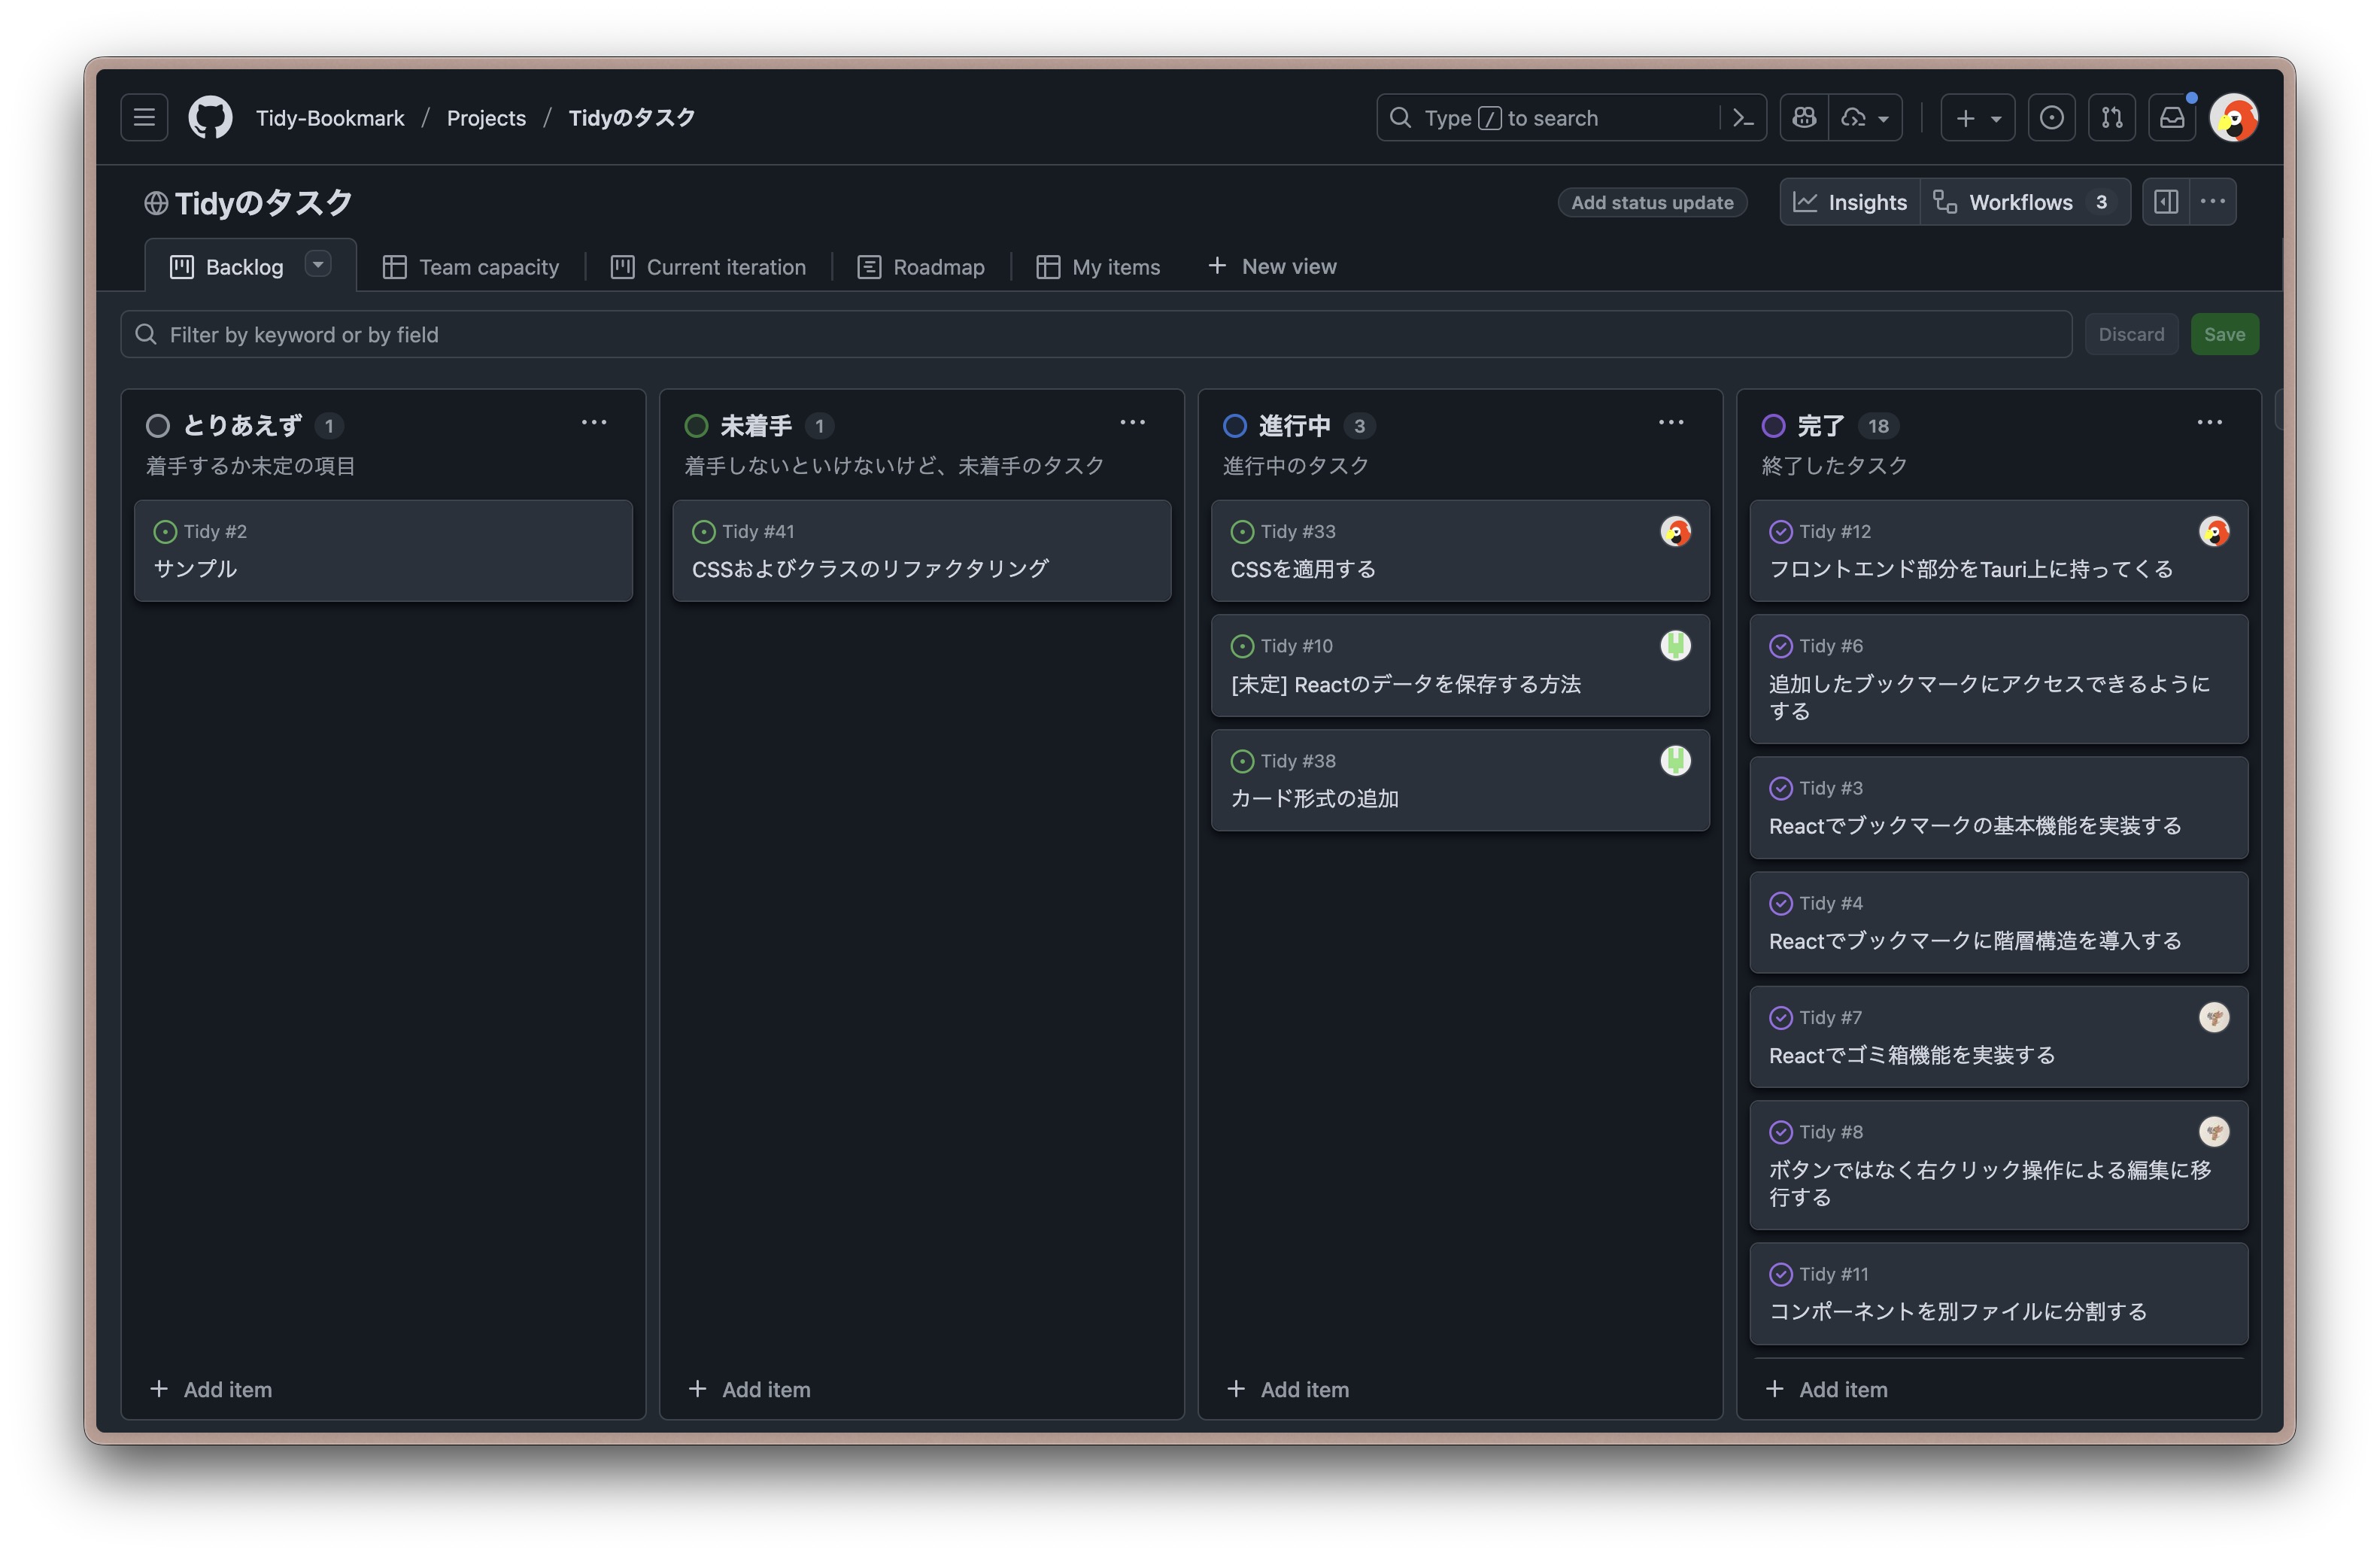 Tidy-Bookmark / Projects / Tidyのタスク
Type / to search
Tidyのタスク
Add status update
Insights
Workflows 3
Backlog
Team capacity
Current iteration
Roadmap
My items
New view
Filter by keyword or by field
Discard
Save
とりあえず 1
着手するか未定の項目
Tidy #2
サンプル
Add item
未着手 1
着手しないといけないけど、未着手のタスク
Tidy #41
CSSおよびクラスのリファクタリング
Add item
進行中 3
進行中のタスク
Tidy #33
CSSを適用する
Tidy #10
[未定] Reactのデータを保存する方法
Tidy #38
カード形式の追加
Add item
完了 18
終了したタスク
Tidy #12
フロントエンド部分をTauri上に持ってくる
Tidy #6
追加したブックマークにアクセスできるように
する
Tidy #3
Reactでブックマークの基本機能を実装する
Tidy #4
Reactでブックマークに階層構造を導入する
Tidy #7
Reactでゴミ箱機能を実装する
Tidy #8
ボタンではなく右クリック操作による編集に移
行する
Tidy #11
コンポーネントを別ファイルに分割する
Add item